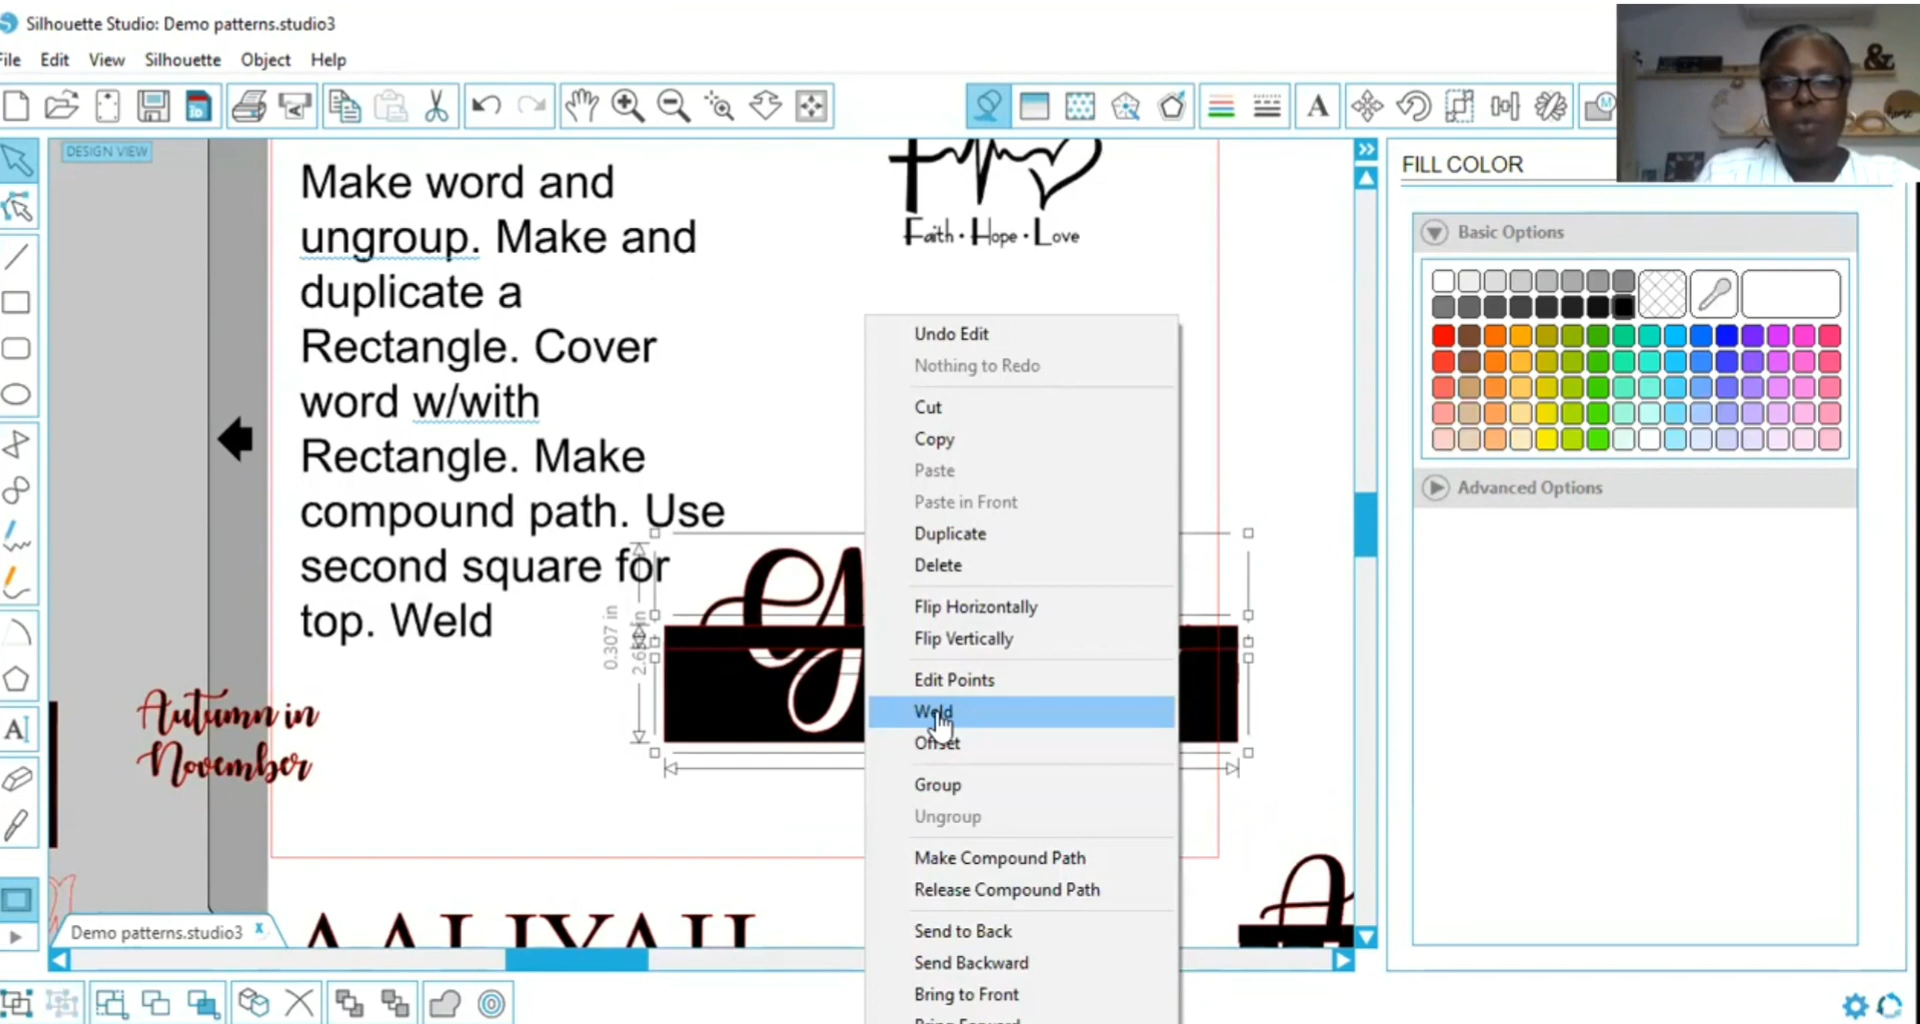 Silhouette Studio: Demo patterns.studio3
File Edit View Silhouette Object Help
DESIGN VIEW
Make word and
ungroup. Make and
duplicate a
Rectangle. Cover
word w/with
Rectangle. Make
compound path. Use
second square for
top. Weld
Faith · Hope · Love
Undo Edit
Nothing to Redo
Cut
Copy
Paste
Paste in Front
Duplicate
Delete
Flip Horizontally
Flip Vertically
Edit Points
Weld
Offset
Group
Ungroup
Make Compound Path
Release Compound Path
Send to Back
Send Backward
Bring to Front
Bring Forward
0.307 in
Autumn in
November
AALIYAH
A
Demo patterns.studio3 x
FILL COLOR
Basic Options
Advanced Options
&
home